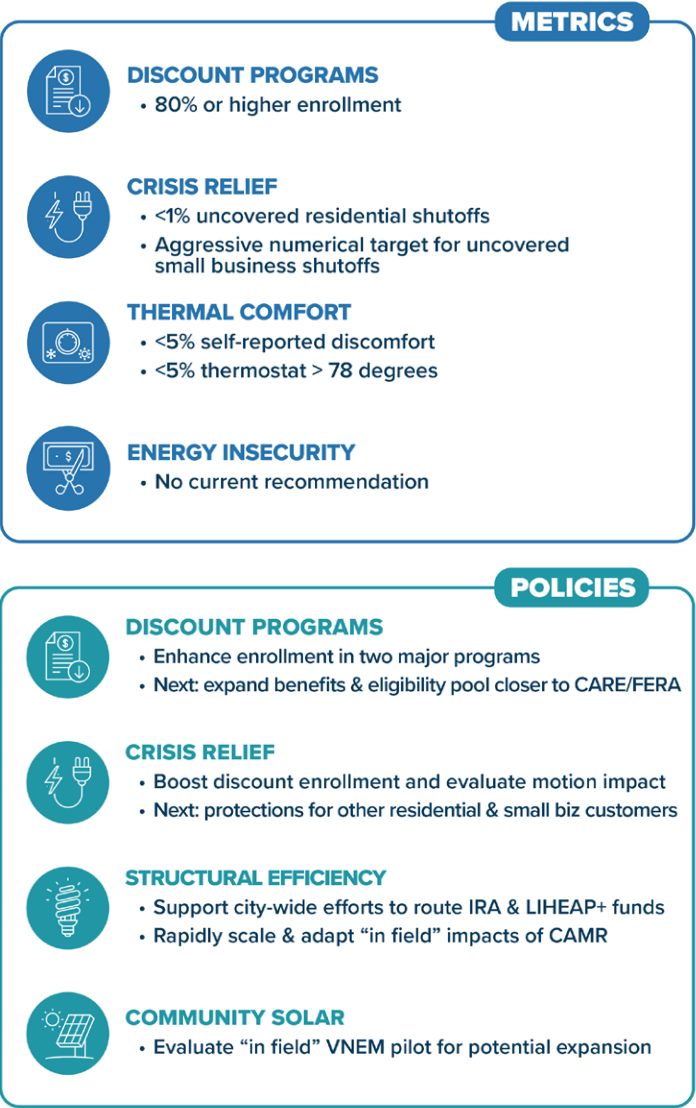 METRICS
DISCOUNT PROGRAMS
• 80% or higher enrollment
CRISIS RELIEF
• <1% uncovered residential shutoffs
• Aggressive numerical target for uncovered
small business shutoffs
THERMAL COMFORT
• <5% self-reported discomfort
• <5% thermostat > 78 degrees
ENERGY INSECURITY
• No current recommendation
POLICIES
DISCOUNT PROGRAMS
• Enhance enrollment in two major programs
• Next: expand benefits & eligibility pool closer to CARE/FERA
CRISIS RELIEF
• Boost discount enrollment and evaluate motion impact
• Next: protections for other residential & small biz customers
STRUCTURAL EFFICIENCY
• Support city-wide efforts to route IRA & LIHEAP+ funds
• Rapidly scale & adapt “in field” impacts of CAMR
COMMUNITY SOLAR
• Evaluate “in field” VNEM pilot for potential expansion